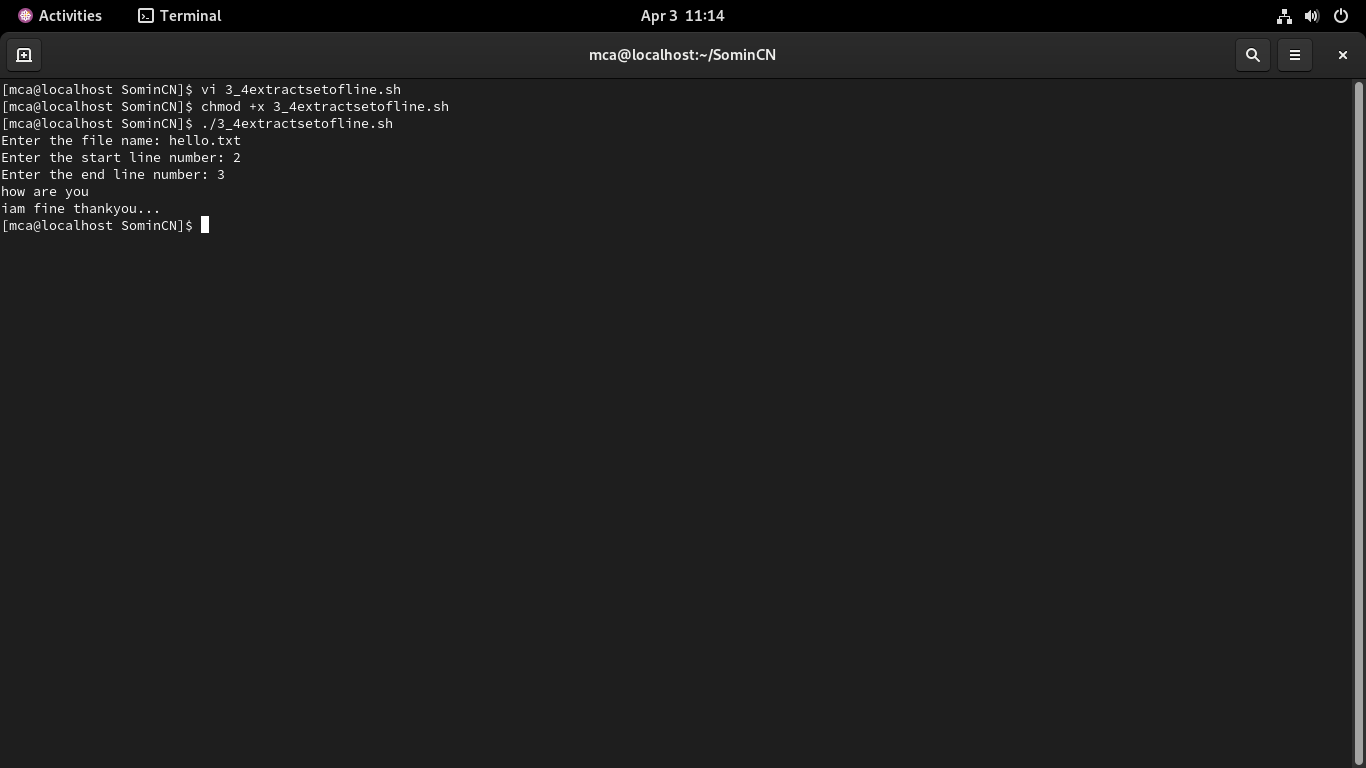 Activities Terminal Apr 3 11:14
mca@localhost:~/SominCN
[mca@localhost SominCN]$ vi 3_4extractsetofline.sh
[mca@localhost SominCN]$ chmod +x 3_4extractsetofline.sh
[mca@localhost SominCN]$ ./3_4extractsetofline.sh
Enter the file name: hello.txt
Enter the start line number: 2
Enter the end line number: 3
how are you
iam fine thankyou...
[mca@localhost SominCN]$